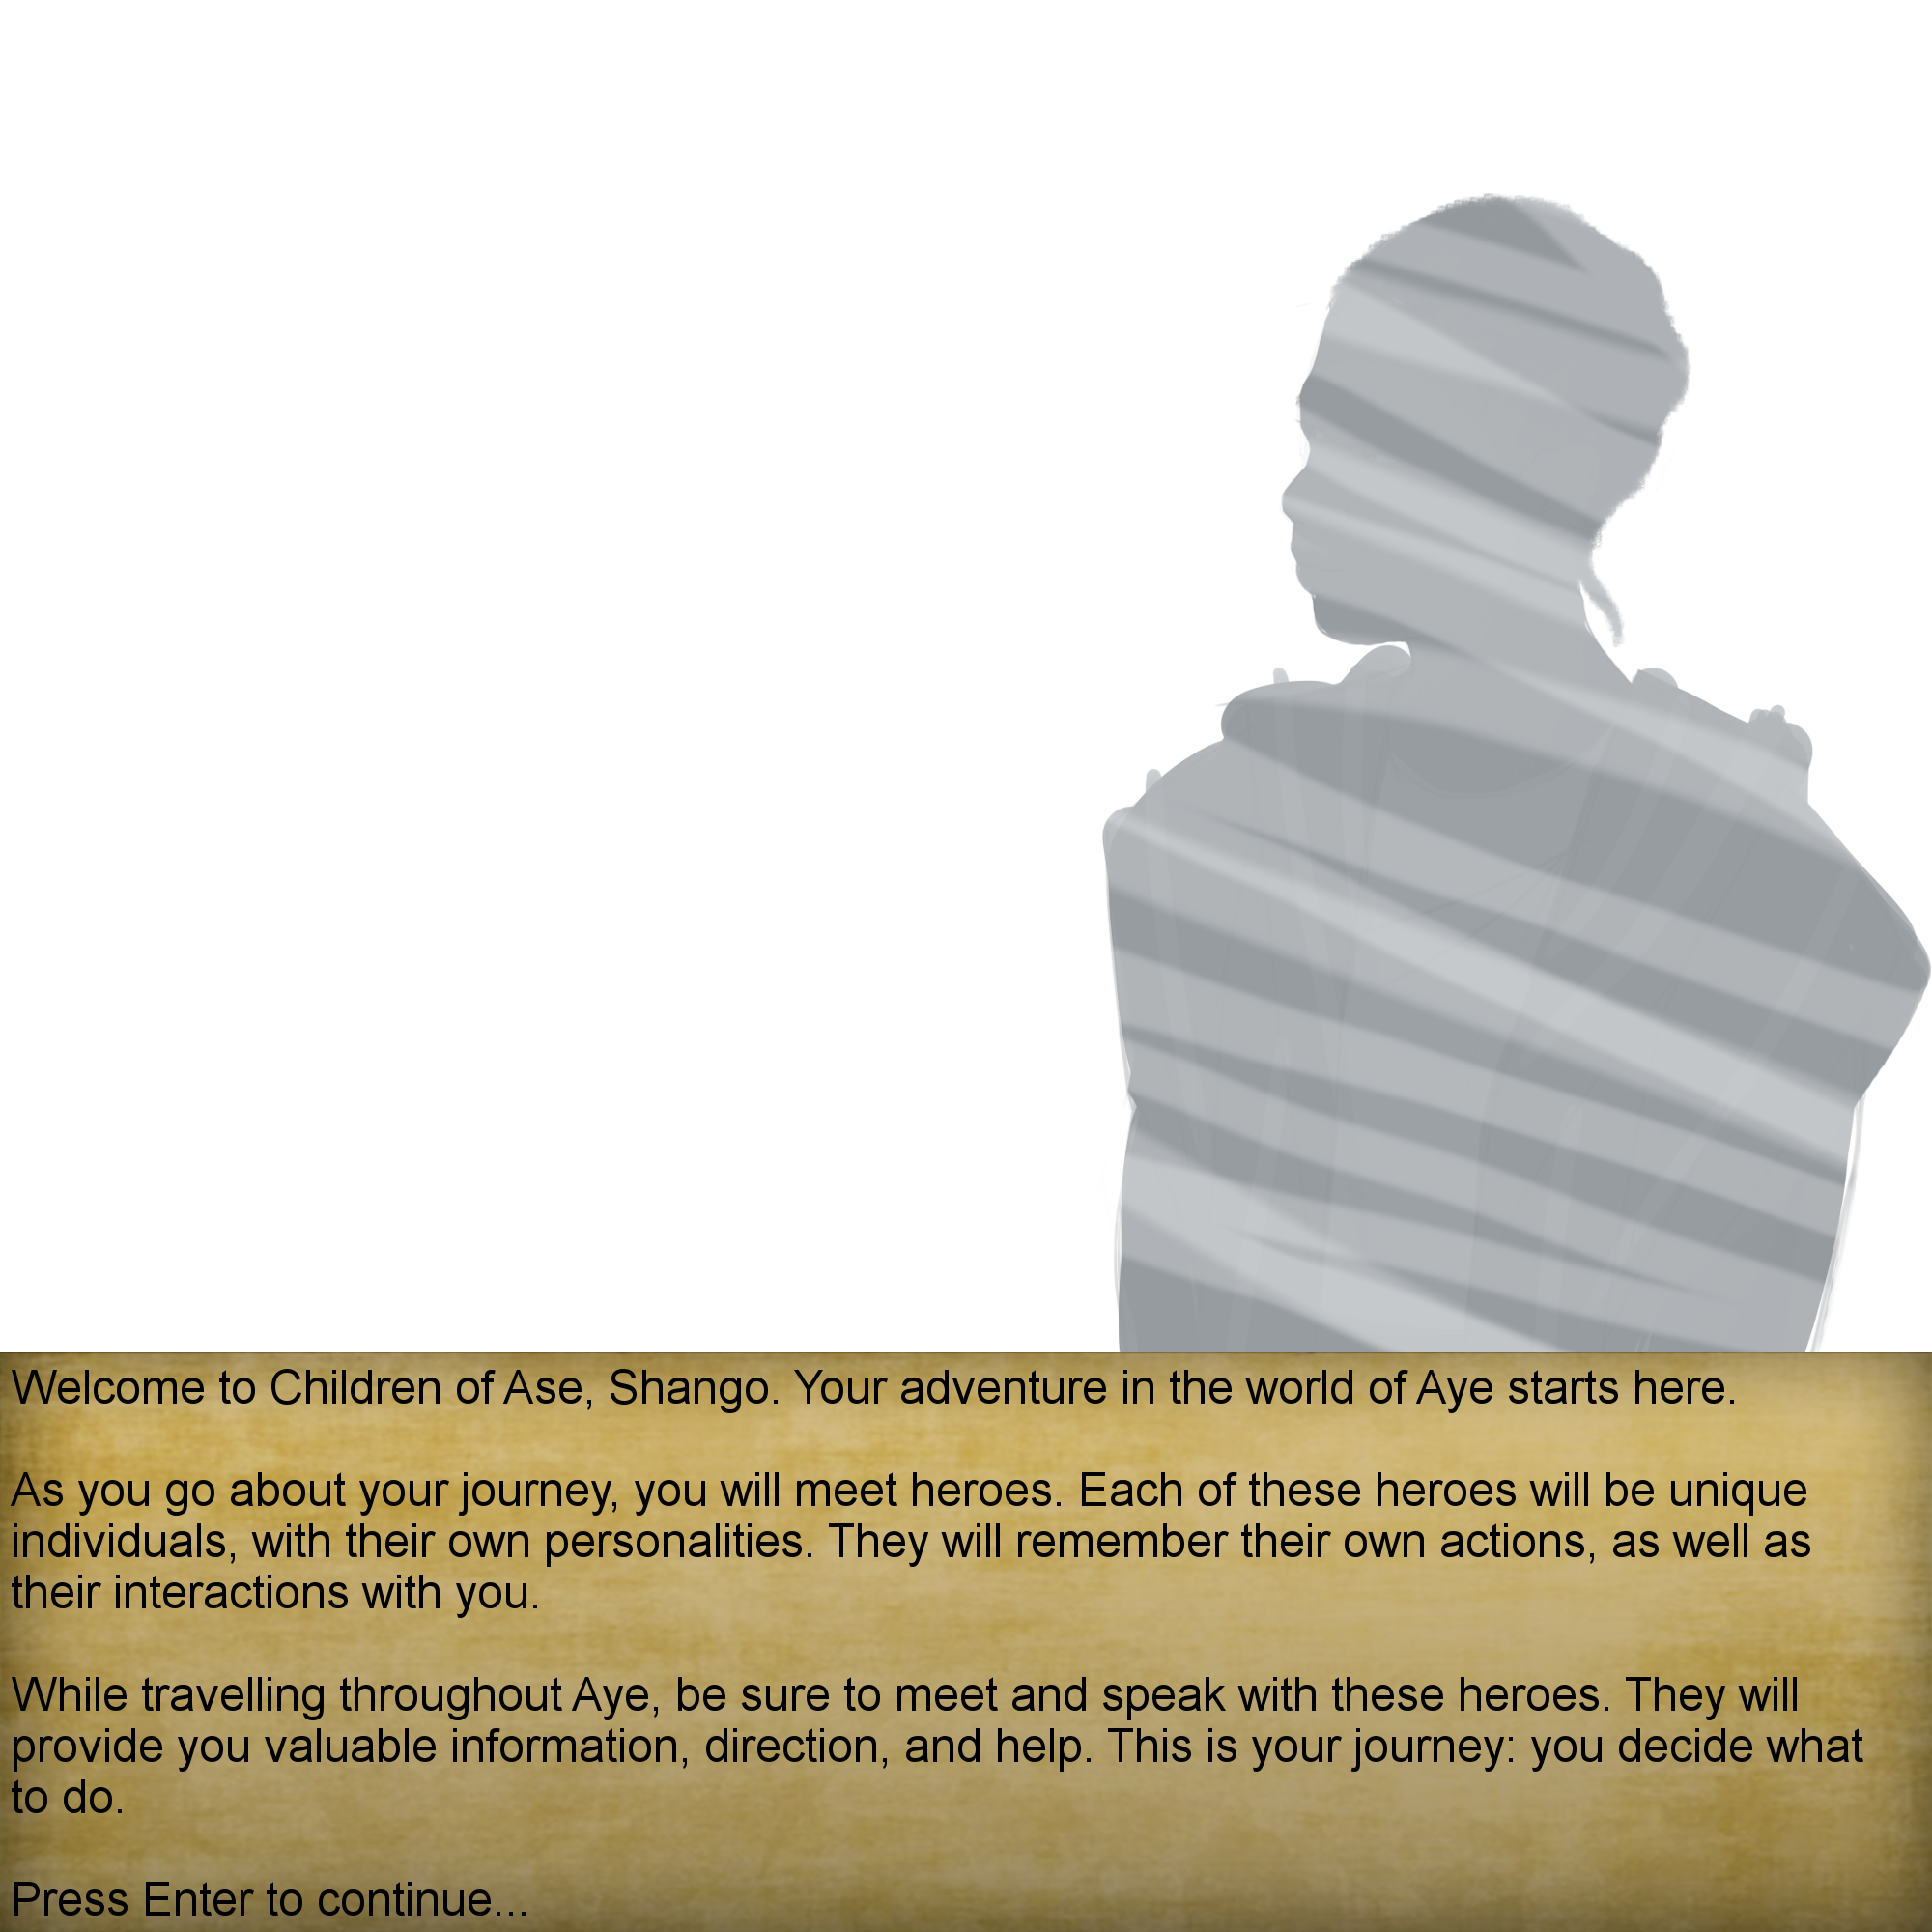 Welcome to Children of Ase, Shango. Your adventure in the world of Aye starts here.
As you go about your journey, you will meet heroes. Each of these heroes will be unique
individuals, with their own personalities. They will remember their own actions, as well as
their interactions with you.
While travelling throughout Aye, be sure to meet and speak with these heroes. They will
provide you valuable information, direction, and help. This is your journey: you decide what
to do.
Press Enter to continue...